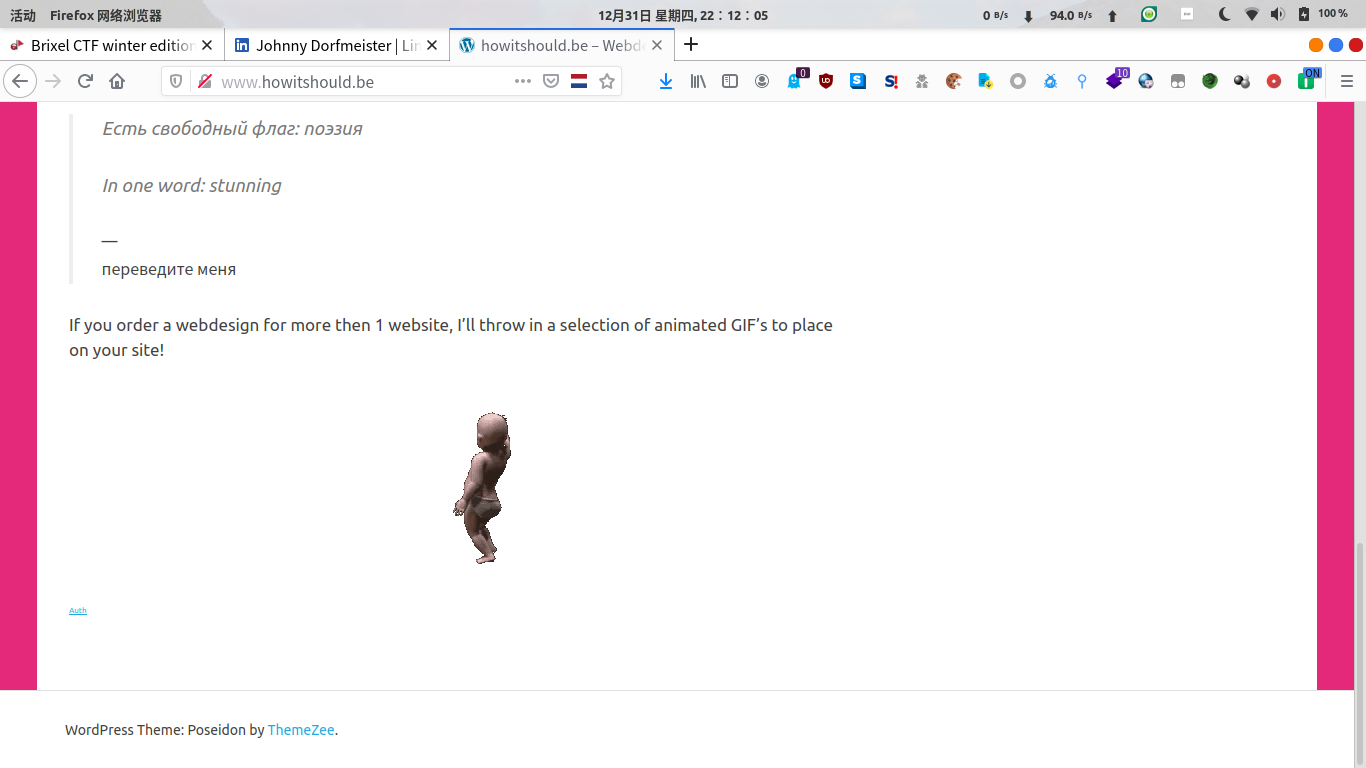 活动 Firefox 网络浏览器 12月31日 星期四, 22：12：05 0 B/s 94.0 B/s 100 %
Brixel CTF winter edition Johnny Dorfmeister | Lin howitshould.be – Webde
www.howitshould.be 0 10 ON
Есть свободный флаг: поэзия
In one word: stunning
—
переведите меня
If you order a webdesign for more then 1 website, I’ll throw in a selection of animated GIF’s to place
on your site!
Auth
WordPress Theme: Poseidon by ThemeZee.